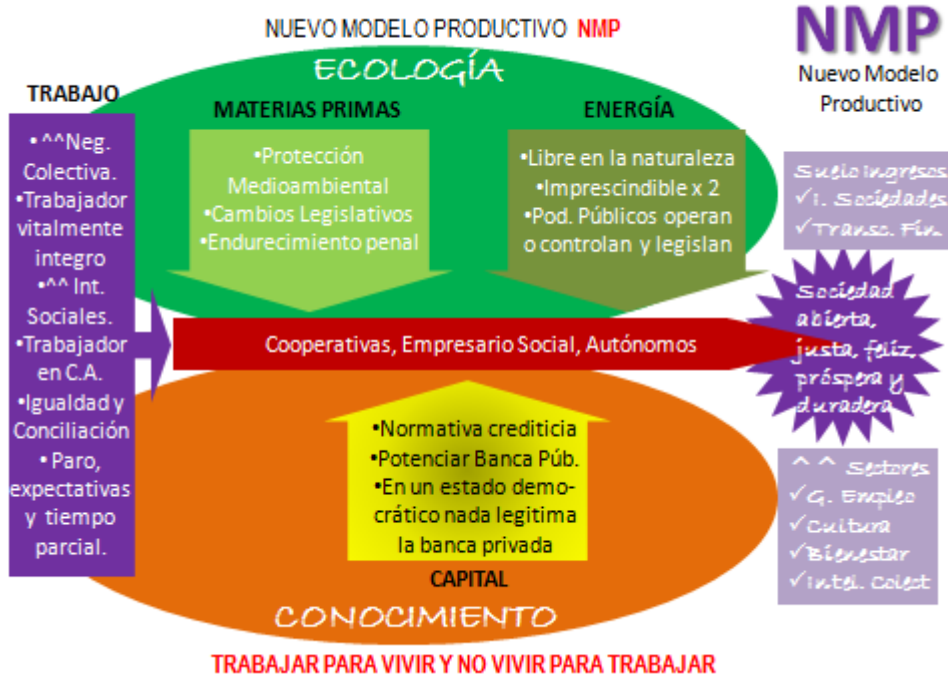 NUEVO MODELO PRODUCTIVO NMP
ECOLOGÍA
TRABAJO
• ^^Neg.
Colectiva.
•Trabajador
vitalmente
integro
•^^ Int.
Sociales.
•Trabajador
en C.A.
•Igualdad y
Conciliación
• Paro,
expectativas
y tiempo
parcial.
MATERIAS PRIMAS
•Protección
Medioambiental
•Cambios Legislativos
•Endurecimiento penal
ENERGÍA
•Libre en la naturaleza
•Imprescindible x 2
•Pod. Públicos operan
o controlan y legislan
Cooperativas, Empresario Social, Autónomos
•Normativa crediticia
•Potenciar Banca Púb.
•En un estado demo-
crático nada legitima
la banca privada
CAPITAL
CONOCIMIENTO
TRABAJAR PARA VIVIR Y NO VIVIR PARA TRABAJAR
NMP
Nuevo Modelo
Productivo
Suelo Ingresos
✓I. Sociedades
✓Transc. Fin.
Sociedad
abierta,
justa, feliz,
próspera y
duradera
^ ^ Sectores
✓G. Empleo
✓Cultura
✓Bienestar
✓Intel. Colect